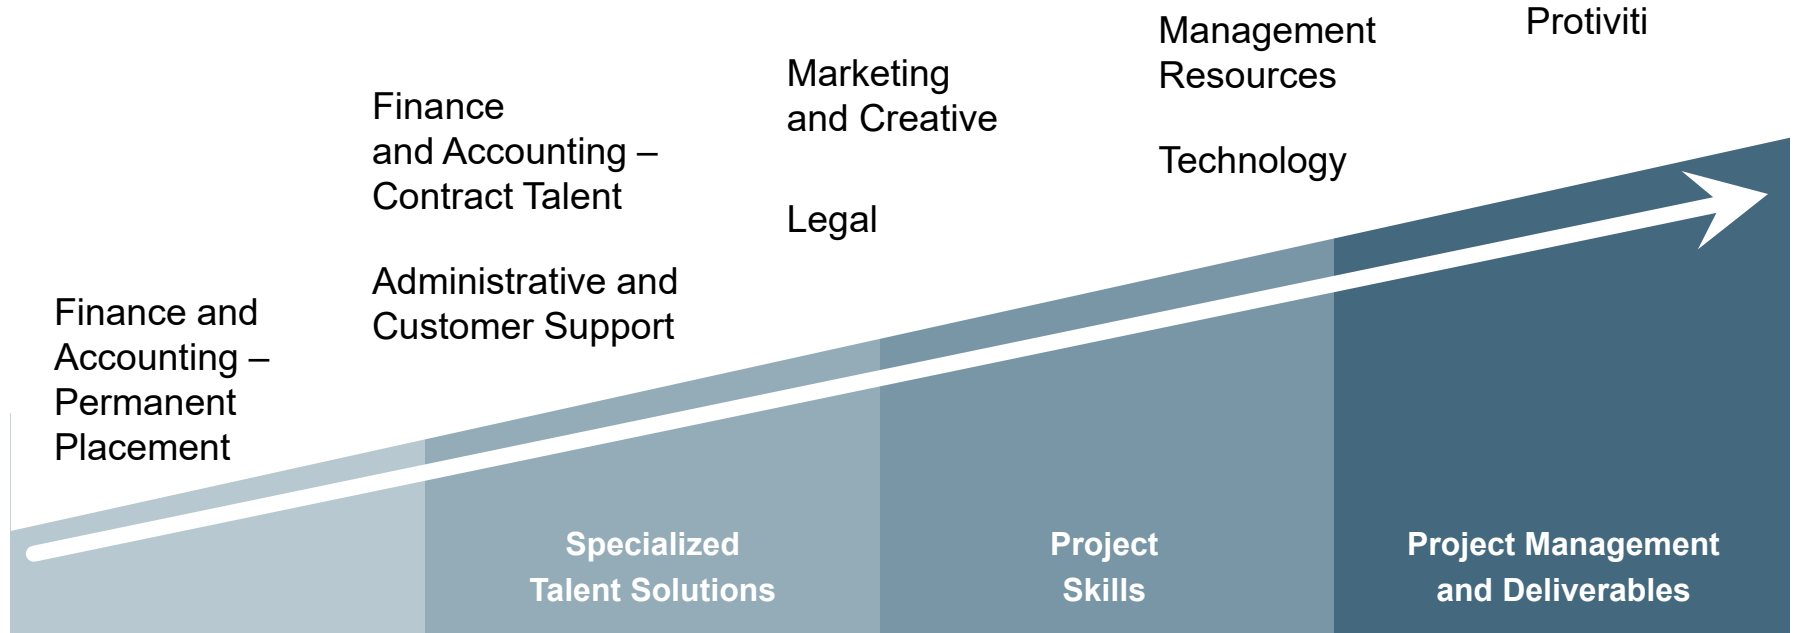 Finance and
Accounting –
Permanent
Placement
Finance
and Accounting –
Contract Talent
Administrative and
Customer Support
Marketing
and Creative
Legal
Management
Resources
Technology
Protiviti
Specialized
Talent Solutions
Project
Skills
Project Management
and Deliverables